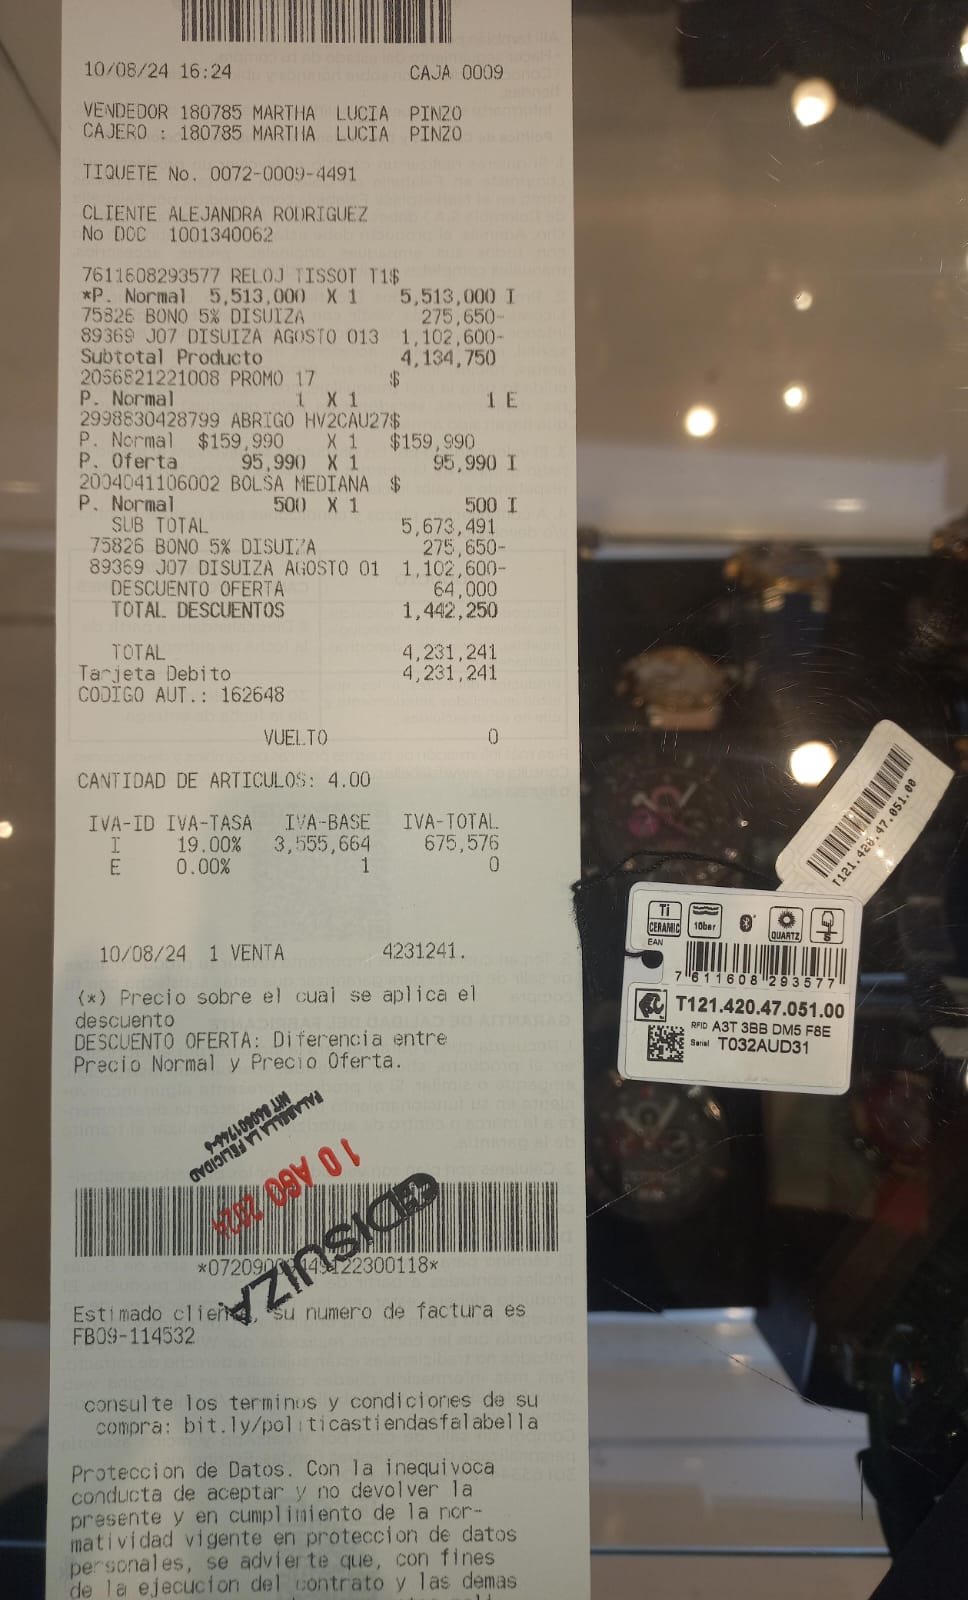 10/08/24 16:24 CAJA 0009
VENDEDOR 180785 MARTHA LUCIA PINZO
CAJERO : 180785 MARTHA LUCIA PINZO
TIQUETE No. 0072-0009-4491
CLIENTE ALEJANDRA RODRIGUEZ
No DOC 1001340062
7611608293577 RELOJ TISSOT T1$
*P. Normal 5,513,000 X 1 5,513,000 I
75826 BONO 5% DISUIZA 275,650-
89369 J07 DISUIZA AGOSTO 013 1,102,600-
Subtotal Producto 4,134,750
2056821221008 PROMO 17 $
P. Normal 1 X 1 1 E
2998830428799 ABRIGO HV2CAU27$
P. Normal $159,990 X 1 $159,990
P. Oferta 95,990 X 1 95,990 I
2004041106002 BOLSA MEDIANA $
P. Normal 500 X 1 500 I
SUB TOTAL 5,673,491
75826 BONO 5% DISUIZA 275,650-
89369 J07 DISUIZA AGOSTO 01 1,102,600-
DESCUENTO OFERTA 64,000
TOTAL DESCUENTOS 1,442,250
TOTAL 4,231,241
Tarjeta Debito 4,231,241
CODIGO AUT.: 162648
VUELTO 0
CANTIDAD DE ARTICULOS: 4.00
IVA-ID IVA-TASA IVA-BASE IVA-TOTAL
I 19.00% 3,555,664 675,576
E 0.00% 1 0
10/08/24 1 VENTA 4231241.
(*) Precio sobre el cual se aplica el
descuento
DESCUENTO OFERTA: Diferencia entre
Precio Normal y Precio Oferta.
FALABELLA LA FELICIDAD
10 AGO 2024
DISUIZA
Estimado cliente, su numero de factura es
FB09-114532
consulte los terminos y condiciones de su
compra: bit.ly/politicastiendasfalabella
Proteccion de Datos. Con la inequivoca
conducta de aceptar y no devolver la
presente y en cumplimiento de la nor-
matividad vigente en proteccion de datos
personales, se advierte que, con fines
de la ejecucion del contrato y las demas
T121.420.47.051.00
Ti
CERAMIC
10bar
QUARTZ
EAN
7 611608 293577
T121.420.47.051.00
RFID A3T 3BB DM5 F8E
Serial T032AUD31